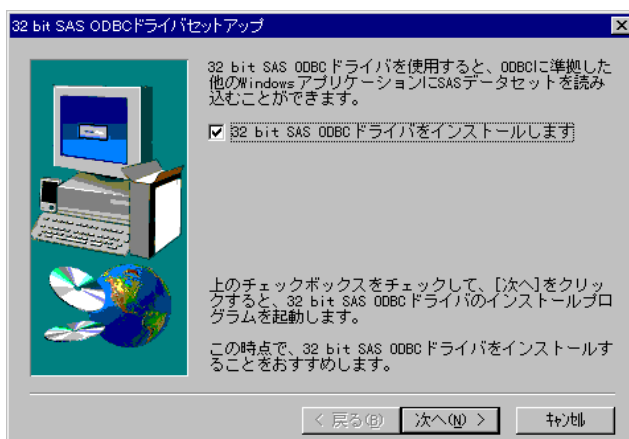 32 bit SAS ODBCドライバセットアップ
32 bit SAS ODBCドライバを使用すると、ODBCに準拠した
他のWindowsアプリケーションにSASデータセットを読み
込むことができます。
32 bit SAS ODBCドライバをインストールします
上のチェックボックスをチェックして、[次へ]をクリッ
クすると、32 bit SAS ODBCドライバのインストールプロ
グラムを起動します。
この時点で、32 bit SAS ODBCドライバをインストールす
ることをおすすめします。
< 戻る(B) 次へ(N) > キャンセル